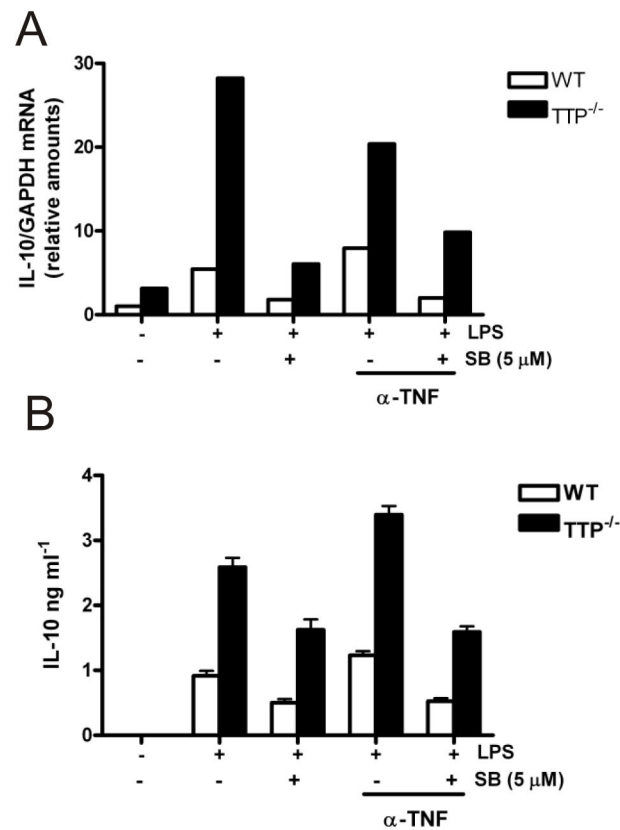 A
IL-10/GAPDH mRNA
(relative amounts)
30
20
10
0
WT
TTP-/-
- + + + + LPS
- - + - + SB (5 μM)
α-TNF
B
IL-10 ng ml-1
4
3
2
1
0
WT
TTP-/-
- + + + + LPS
- - + - + SB (5 μM)
α-TNF